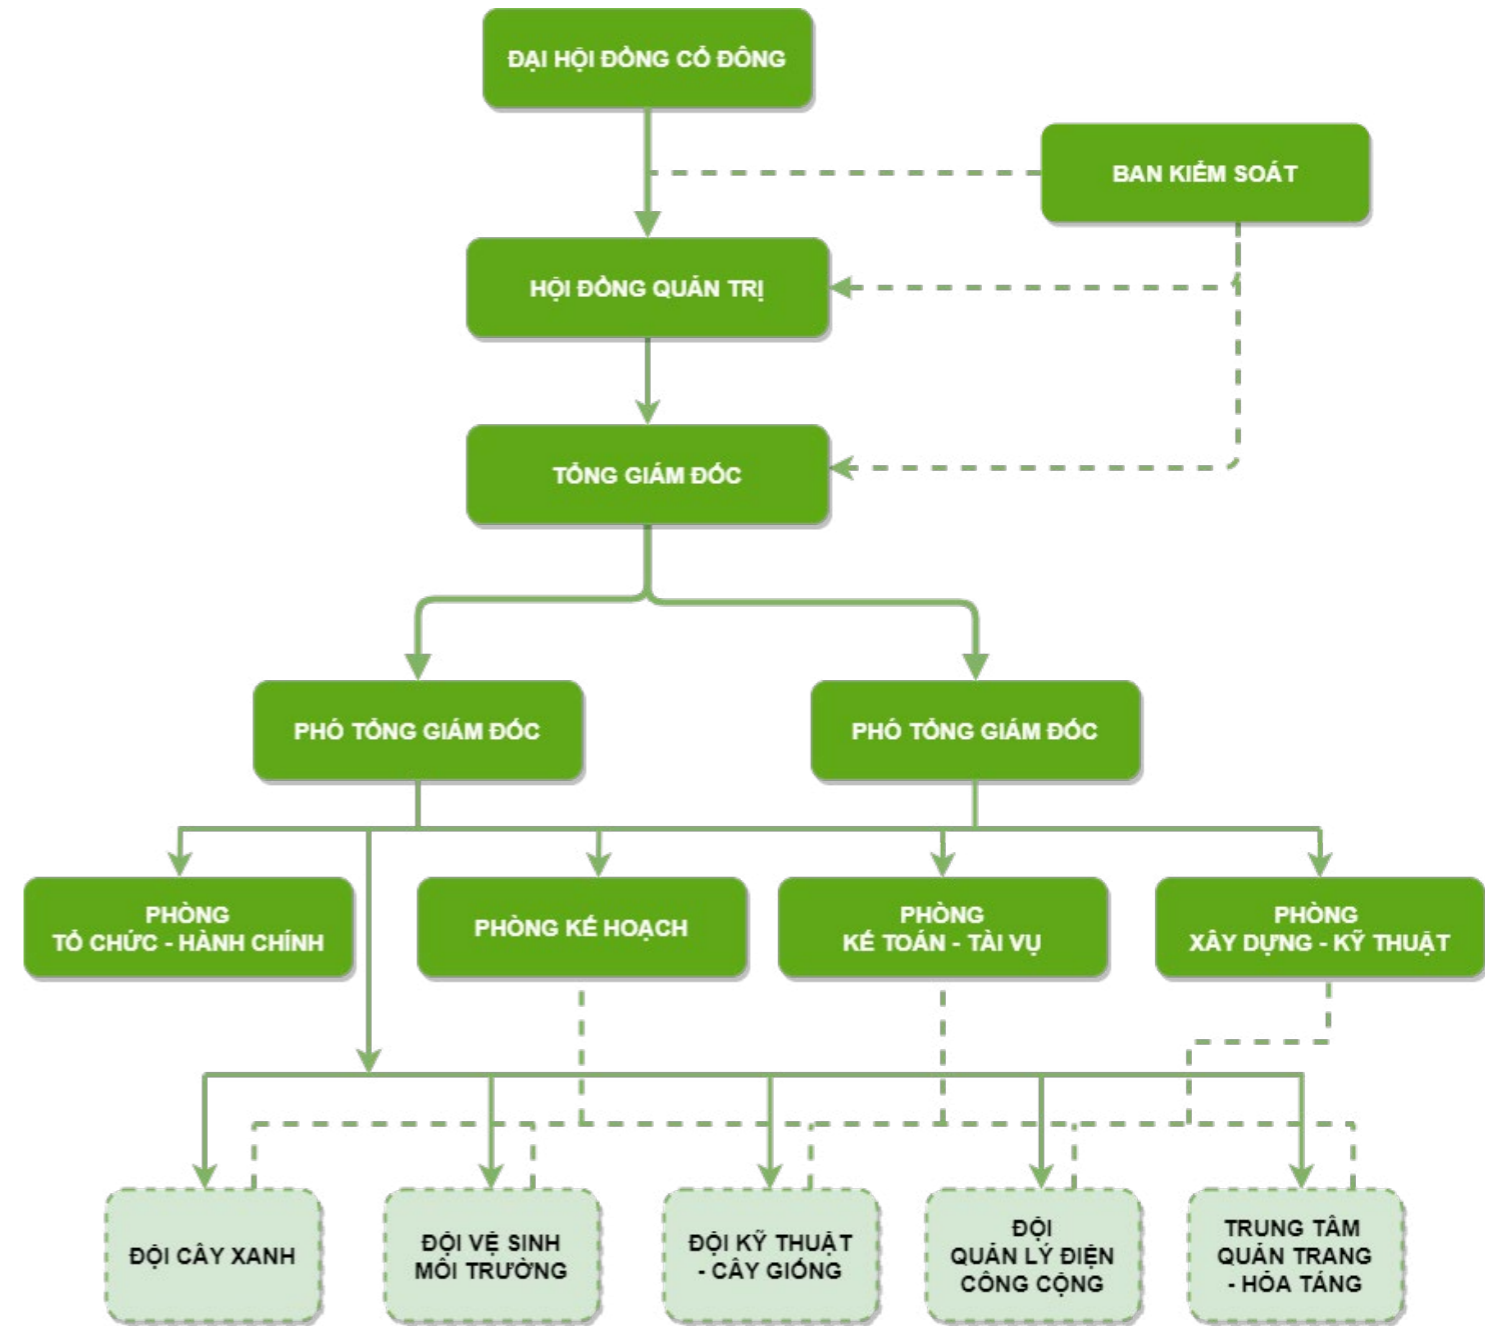 ĐẠI HỘI ĐỒNG CỔ ĐÔNG
BAN KIỂM SOÁT
HỘI ĐỒNG QUẢN TRỊ
TỔNG GIÁM ĐỐC
PHÓ TỔNG GIÁM ĐỐC
PHÓ TỔNG GIÁM ĐỐC
PHÒNG
TỔ CHỨC - HÀNH CHÍNH
PHÒNG KẾ HOẠCH
PHÒNG
KẾ TOÁN - TÀI VỤ
PHÒNG
XÂY DỰNG - KỸ THUẬT
ĐỘI CÂY XANH
ĐỘI VỆ SINH
MÔI TRƯỜNG
ĐỘI KỸ THUẬT
- CÂY GIỐNG
ĐỘI
QUẢN LÝ ĐIỆN
CÔNG CỘNG
TRUNG TÂM
QUẢN TRANG
- HỎA TÁNG